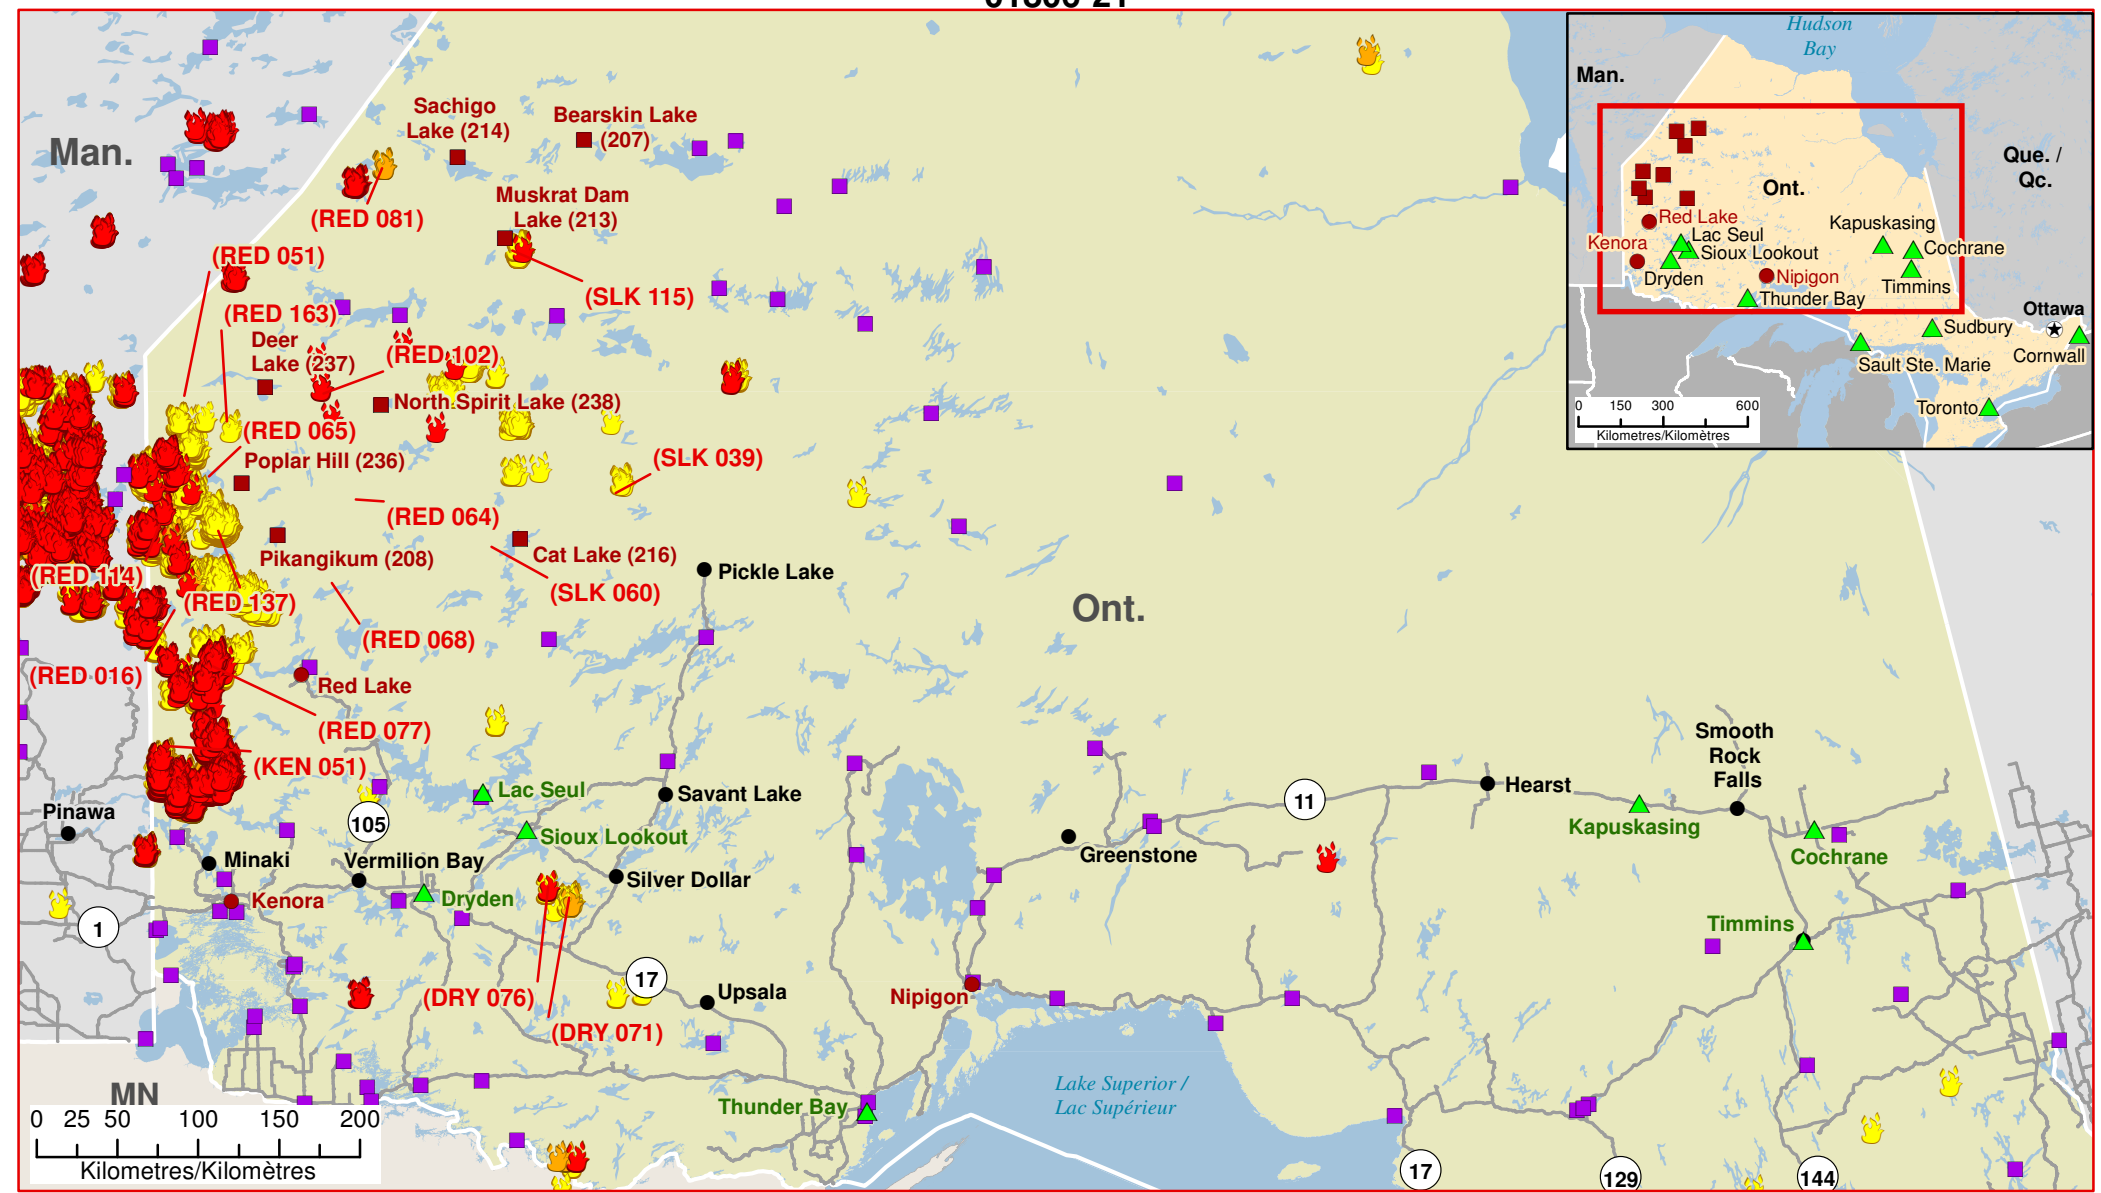 Man.
Sachigo
Lake (214)
Bearskin Lake
(207)
Muskrat Dam
Lake (213)
(RED 081)
(RED 051)
(SLK 115)
(RED 163)
Deer
Lake (237)
(RED 102)
North Spirit Lake (238)
(RED 065)
Poplar Hill (236)
(SLK 039)
(RED 064)
Pikangikum (208)
Cat Lake (216)
(RED 114)
(SLK 060)
Pickle Lake
(RED 137)
Ont.
(RED 068)
(RED 016)
Red Lake
(RED 077)
(KEN 051)
Smooth
Rock
Falls
Lac Seul
Savant Lake
11
Hearst
Pinawa
105
Sioux Lookout
Kapuskasing
Minaki
Vermilion Bay
Greenstone
Cochrane
Silver Dollar
Kenora
Dryden
1
Timmins
17
(DRY 076)
Upsala
Nipigon
(DRY 071)
MN
Lake Superior /
Lac Supérieur
Thunder Bay
0 25 50 100 150 200
Kilometres/Kilomètres
17
129
144
Hudson
Bay
Man.
Que. /
Qc.
Ont.
Red Lake
Kapuskasing
Kenora
Lac Seul
Sioux Lookout
Cochrane
Dryden
Nipigon
Timmins
Thunder Bay
Ottawa
Sudbury
Cornwall
Sault Ste. Marie
Toronto
0 150 300 600
Kilometres/Kilomètres